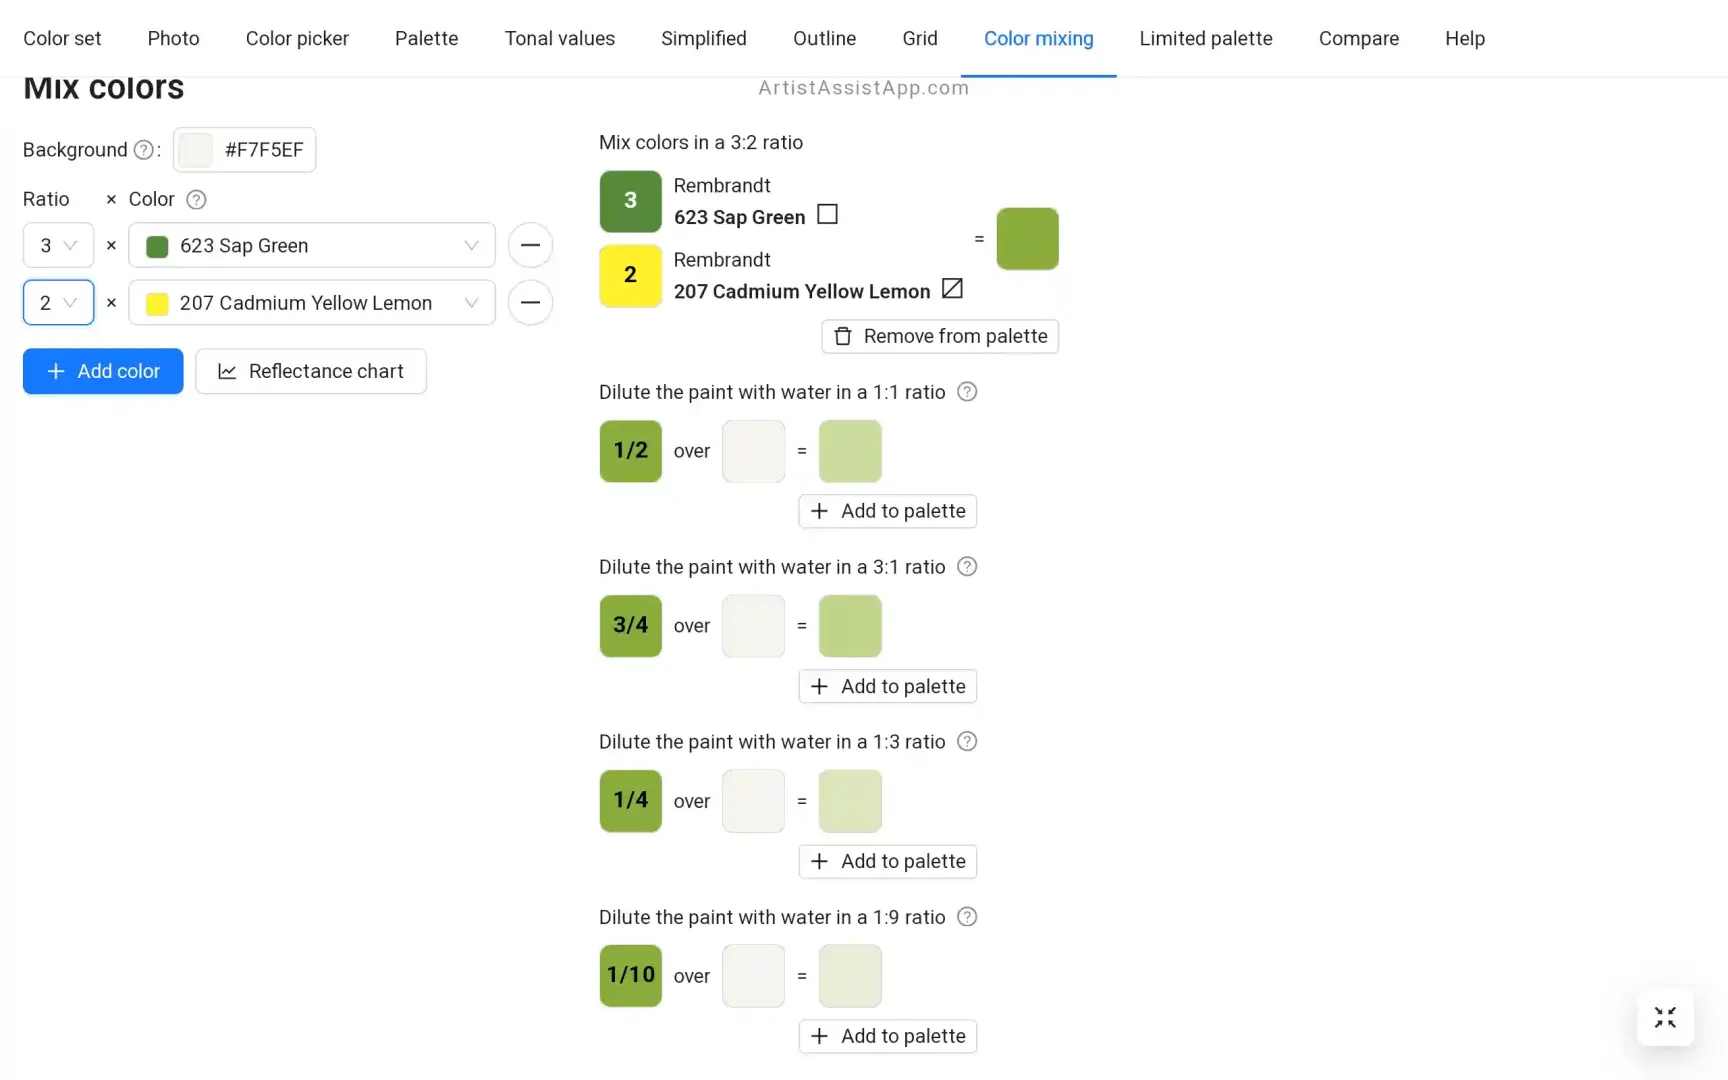 Color set Photo Color picker Palette Tonal values Simplified Outline Grid Color mixing Limited palette Compare Help
Mix colors
ArtistAssistApp.com
Background ? : #F7F5EF
Ratio × Color ?
3 × 623 Sap Green
2 × 207 Cadmium Yellow Lemon
+ Add color Reflectance chart
Mix colors in a 3:2 ratio
3 Rembrandt
623 Sap Green
=
2 Rembrandt
207 Cadmium Yellow Lemon
Remove from palette
Dilute the paint with water in a 1:1 ratio ?
1/2 over =
+ Add to palette
Dilute the paint with water in a 3:1 ratio ?
3/4 over =
+ Add to palette
Dilute the paint with water in a 1:3 ratio ?
1/4 over =
+ Add to palette
Dilute the paint with water in a 1:9 ratio ?
1/10 over =
+ Add to palette